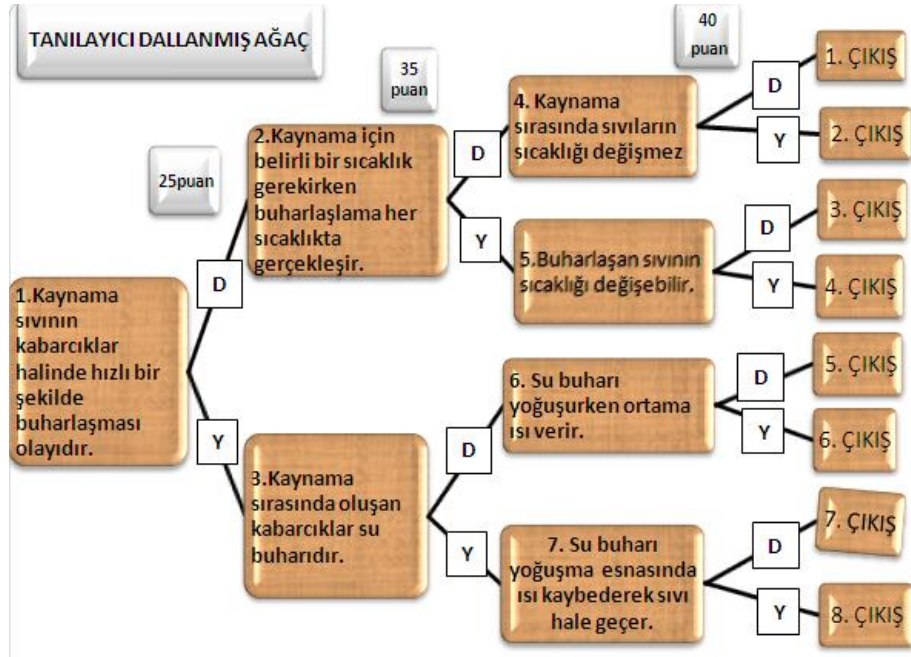 TANILAYICI DALLANMIŞ AĞAÇ
25puan
35
puan
40
puan
1.Kaynama
sıvının
kabarcıklar
halinde hızlı bir
şekilde
buharlaşması
olayıdır.
D
Y
2.Kaynama için
belirli bir sıcaklık
gerekirken
buharlaşlama her
sıcaklıkta
gerçekleşir.
D
Y
3.Kaynama
sırasında oluşan
kabarcıklar su
buharıdır.
D
Y
4. Kaynama
sırasında sıvıların
sıcaklığı değişmez
D
Y
5.Buharlaşan sıvının
sıcaklığı değişebilir.
D
Y
6. Su buharı
yoğuşurken ortama
ısı verir.
D
Y
7. Su buharı
yoğuşma esnasında
ısı kaybederek sıvı
hale geçer.
D
Y
1. ÇIKIŞ
2. ÇIKIŞ
3. ÇIKIŞ
4. ÇIKIŞ
5. ÇIKIŞ
6. ÇIKIŞ
7. ÇIKIŞ
8. ÇIKIŞ